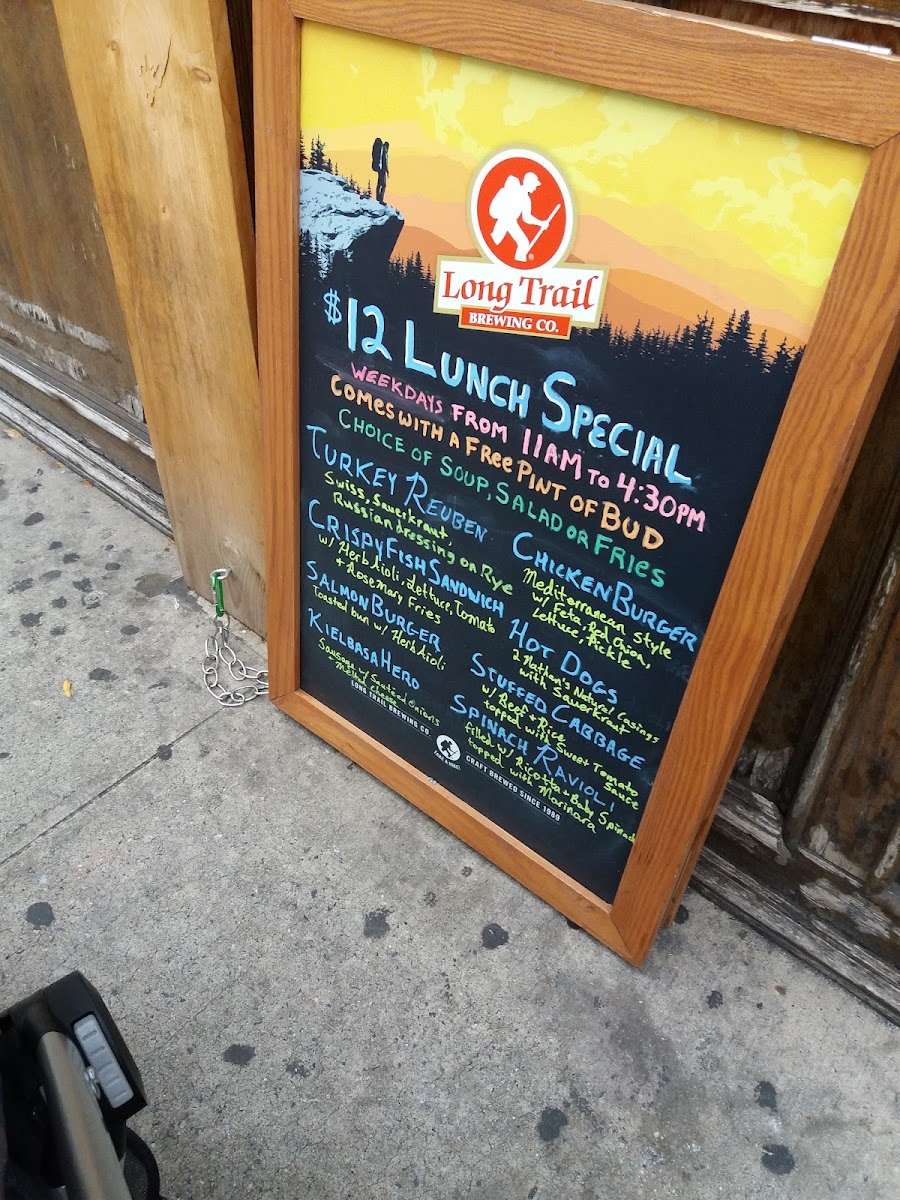 Long Trail
BREWING CO.
$12 LUNCH SPECIAL
WEEKDAYS FROM 11AM TO 4:30PM
COMES WITH A FREE PINT OF BUD
CHOICE OF SOUP, SALAD OR FRIES
TURKEY REUBEN
Swiss, Sauerkraut,
Russian dressing on Rye
CRISPY FISH SANDWICH
w/ Herb Aioli, Lettuce, Tomato
+ Rosemary Fries
SALMON BURGER
Toasted bun w/ Herb Aioli
KIELBASA HERO
Sausage w/ Sautéed Onions
+ Melted cheese
CHICKEN BURGER
Mediterranean style
w/ Feta, Red Onion,
Lettuce, Pickle
HOT DOGS
2 Nathan's Natural Casings
with Sauerkraut
STUFFED CABBAGE
w/ Beef + Rice
topped with Sweet Tomato
Sauce
SPINACH RAVIOLI
filled w/ Ricotta + Baby Spinach
topped with Marinara
LONG TRAIL BREWING CO.
TAKE A HIKE!
CRAFT BREWED SINCE 1989